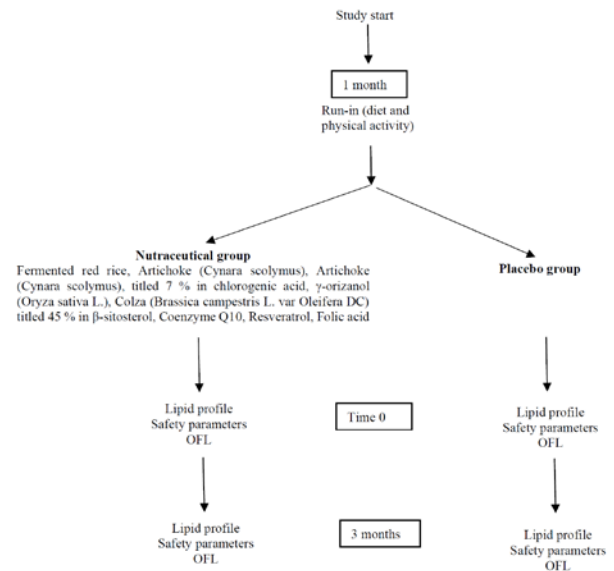 Study start
1 month
Run-in (diet and
physical activity)
Nutraceutical group
Fermented red rice, Artichoke (Cynara scolymus), Artichoke
(Cynara scolymus), titled 7 % in chlorogenic acid, γ-orizanol
(Oryza sativa L.), Colza (Brassica campestris L. var Oleifera DC)
titled 45 % in β-sitosterol, Coenzyme Q10, Resveratrol, Folic acid
Placebo group
Lipid profile
Safety parameters
OFL
Time 0
Lipid profile
Safety parameters
OFL
Lipid profile
Safety parameters
OFL
3 months
Lipid profile
Safety parameters
OFL